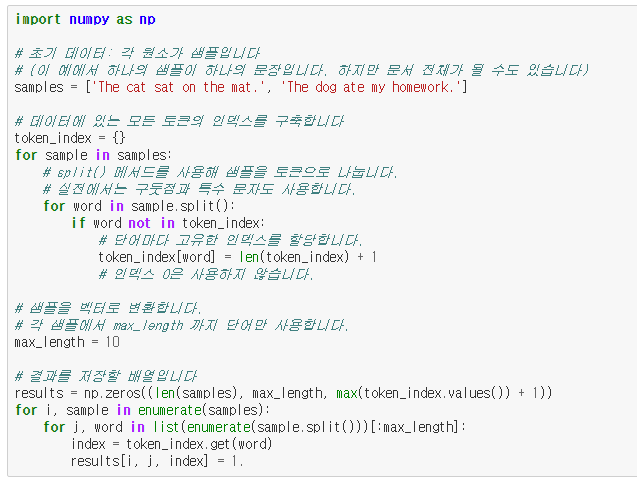 import numpy as np
# 초기 데이터: 각 원소가 샘플입니다
# (이 예에서 하나의 샘플이 하나의 문장입니다. 하지만 문서 전체가 될 수도 있습니다)
samples = ['The cat sat on the mat.', 'The dog ate my homework.']
# 데이터에 있는 모든 토큰의 인덱스를 구축합니다
token_index = {}
for sample in samples:
    # split() 메서드를 사용해 샘플을 토큰으로 나눕니다.
    # 실전에서는 구둣점과 특수 문자도 사용합니다.
    for word in sample.split():
        if word not in token_index:
            # 단어마다 고유한 인덱스를 할당합니다.
            token_index[word] = len(token_index) + 1
            # 인덱스 0은 사용하지 않습니다.
# 샘플을 벡터로 변환합니다.
# 각 샘플에서 max_length 까지 단어만 사용합니다.
max_length = 10
# 결과를 저장할 배열입니다
results = np.zeros((len(samples), max_length, max(token_index.values()) + 1))
for i, sample in enumerate(samples):
    for j, word in list(enumerate(sample.split()))[:max_length]:
        index = token_index.get(word)
        results[i, j, index] = 1.